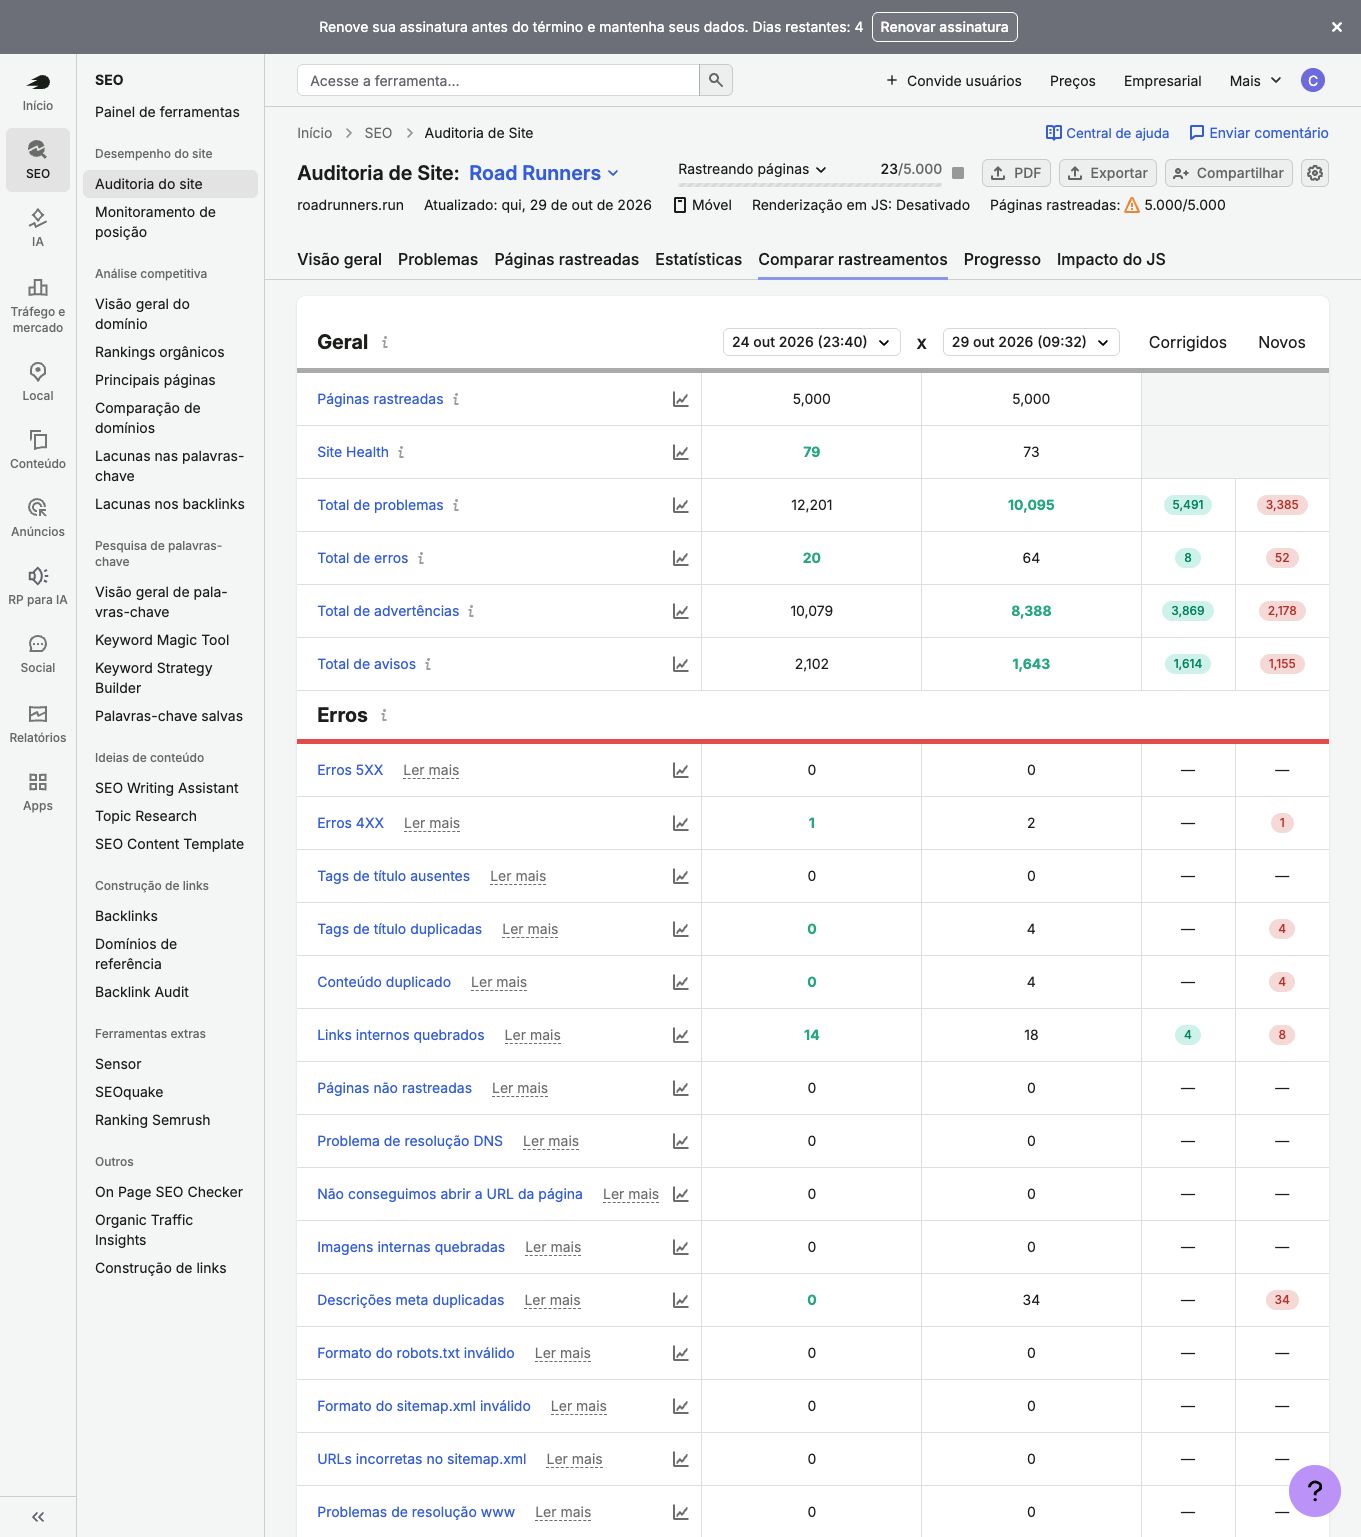 Renove sua assinatura antes do término e mantenha seus dados. Dias restantes: 4
Renovar assinatura
Início
SEO
IA
Tráfego e
mercado
Local
Conteúdo
Anúncios
RP para IA
Social
Relatórios
Apps
SEO
Painel de ferramentas
Desempenho do site
Auditoria do site
Monitoramento de
posição
Análise competitiva
Visão geral do
domínio
Rankings orgânicos
Principais páginas
Comparação de
domínios
Lacunas nas palavras-
chave
Lacunas nos backlinks
Pesquisa de palavras-
chave
Visão geral de pala-
vras-chave
Keyword Magic Tool
Keyword Strategy
Builder
Palavras-chave salvas
Ideias de conteúdo
SEO Writing Assistant
Topic Research
SEO Content Template
Construção de links
Backlinks
Domínios de
referência
Backlink Audit
Ferramentas extras
Sensor
SEOquake
Ranking Semrush
Outros
On Page SEO Checker
Organic Traffic
Insights
Construção de links
Acesse a ferramenta...
Convide usuários Preços Empresarial Mais C
Início SEO Auditoria de Site
Central de ajuda Enviar comentário
Auditoria de Site: Road Runners
Rastreando páginas 23/5.000
PDF Exportar Compartilhar
roadrunners.run Atualizado: qui, 29 de out de 2026 Móvel Renderização em JS: Desativado Páginas rastreadas: 5.000/5.000
Visão geral Problemas Páginas rastreadas Estatísticas Comparar rastreamentos Progresso Impacto do JS
Geral i 24 out 2026 (23:40) x 29 out 2026 (09:32) Corrigidos Novos
Páginas rastreadas i 5,000 5,000
Site Health i 79 73
Total de problemas i 12,201 10,095 5,491 3,385
Total de erros i 20 64 8 52
Total de advertências i 10,079 8,388 3,869 2,178
Total de avisos i 2,102 1,643 1,614 1,155
Erros i
Erros 5XX Ler mais 0 0 — —
Erros 4XX Ler mais 1 2 — 1
Tags de título ausentes Ler mais 0 0 — —
Tags de título duplicadas Ler mais 0 4 — 4
Conteúdo duplicado Ler mais 0 4 — 4
Links internos quebrados Ler mais 14 18 4 8
Páginas não rastreadas Ler mais 0 0 — —
Problema de resolução DNS Ler mais 0 0 — —
Não conseguimos abrir a URL da página Ler mais 0 0 — —
Imagens internas quebradas Ler mais 0 0 — —
Descrições meta duplicadas Ler mais 0 34 — 34
Formato do robots.txt inválido Ler mais 0 0 — —
Formato do sitemap.xml inválido Ler mais 0 0 — —
URLs incorretas no sitemap.xml Ler mais 0 0 — —
Problemas de resolução www Ler mais 0 0 — —
?